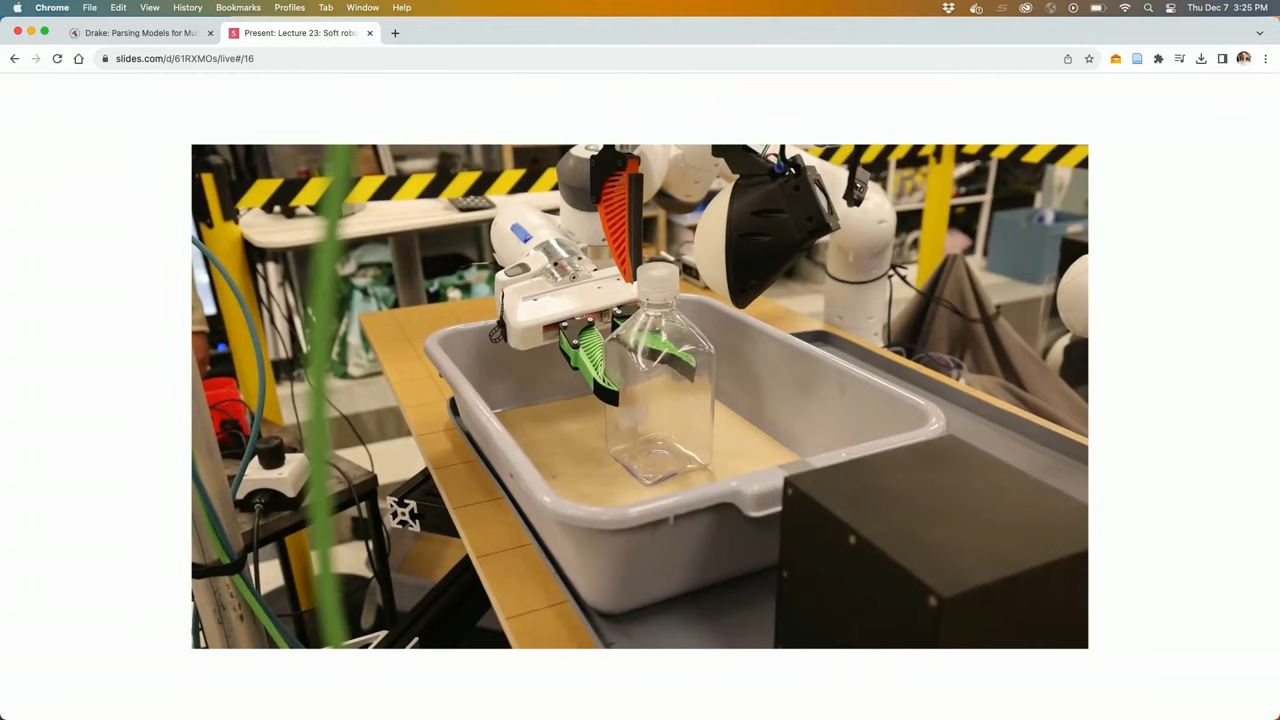 Chrome File Edit View History Bookmarks Profiles Tab Window Help Thu Dec 7 3:25 PM
Drake: Parsing Models for Mul Present: Lecture 23: Soft robo
slides.com/d/61RXMOs/live#/16